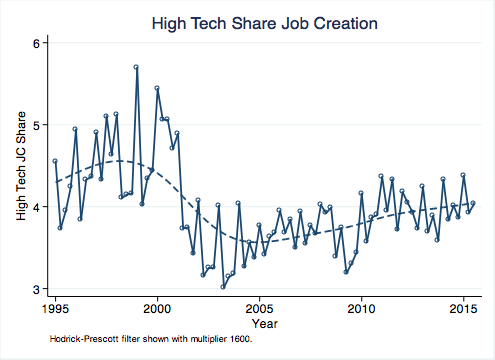 High Tech Share Job Creation
High Tech JC Share
6
5
4
3
1995 2000 2005 2010 2015
Year
Hodrick-Prescott filter shown with multiplier 1600.